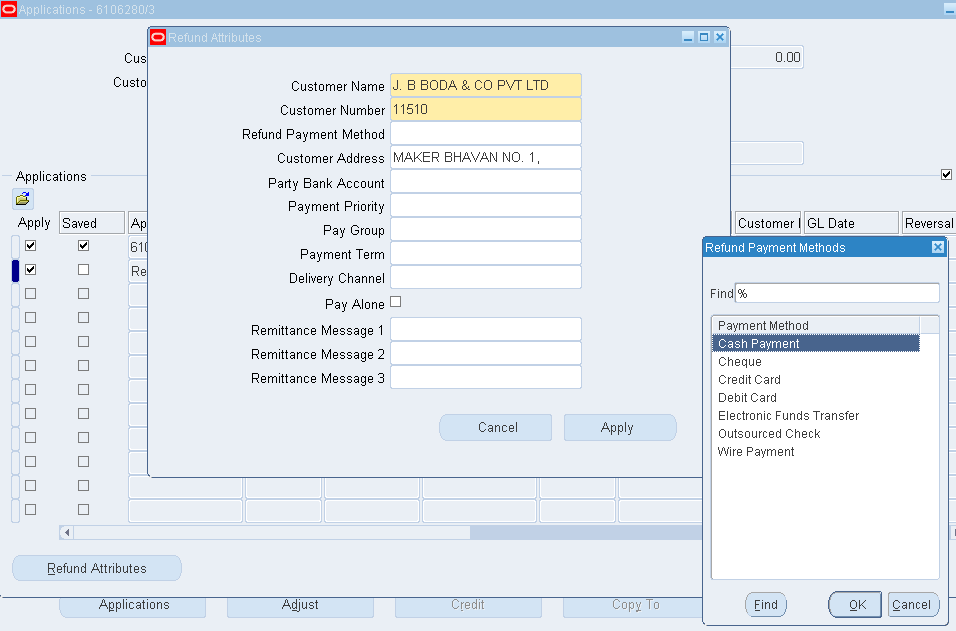 Applications - 6106280/3
Refund Attributes
Cus
0.00
Custo
Customer Name J. B BODA & CO PVT LTD
Customer Number 11510
Refund Payment Method
Customer Address MAKER BHAVAN NO. 1,
Party Bank Account
Payment Priority
Pay Group
Payment Term
Delivery Channel
Pay Alone
Remittance Message 1
Remittance Message 2
Remittance Message 3
Cancel Apply
Applications
Apply Saved Ap Customer GL Date Reversal
610
Re
Refund Payment Methods
Find %
Payment Method
Cash Payment
Cheque
Credit Card
Debit Card
Electronic Funds Transfer
Outsourced Check
Wire Payment
Find OK Cancel
Refund Attributes
Applications Adjust Credit Copy To